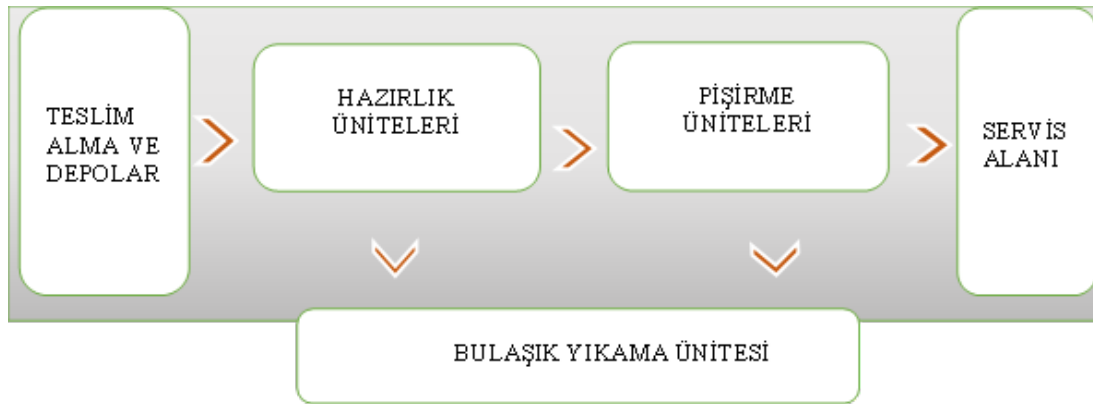 TESLİM
ALMA VE
DEPOLAR
HAZIRLIK
ÜNİTELERİ
PİŞİRME
ÜNİTELERİ
SERVİS
ALANI
BULAŞIK YIKAMA ÜNİTESİ